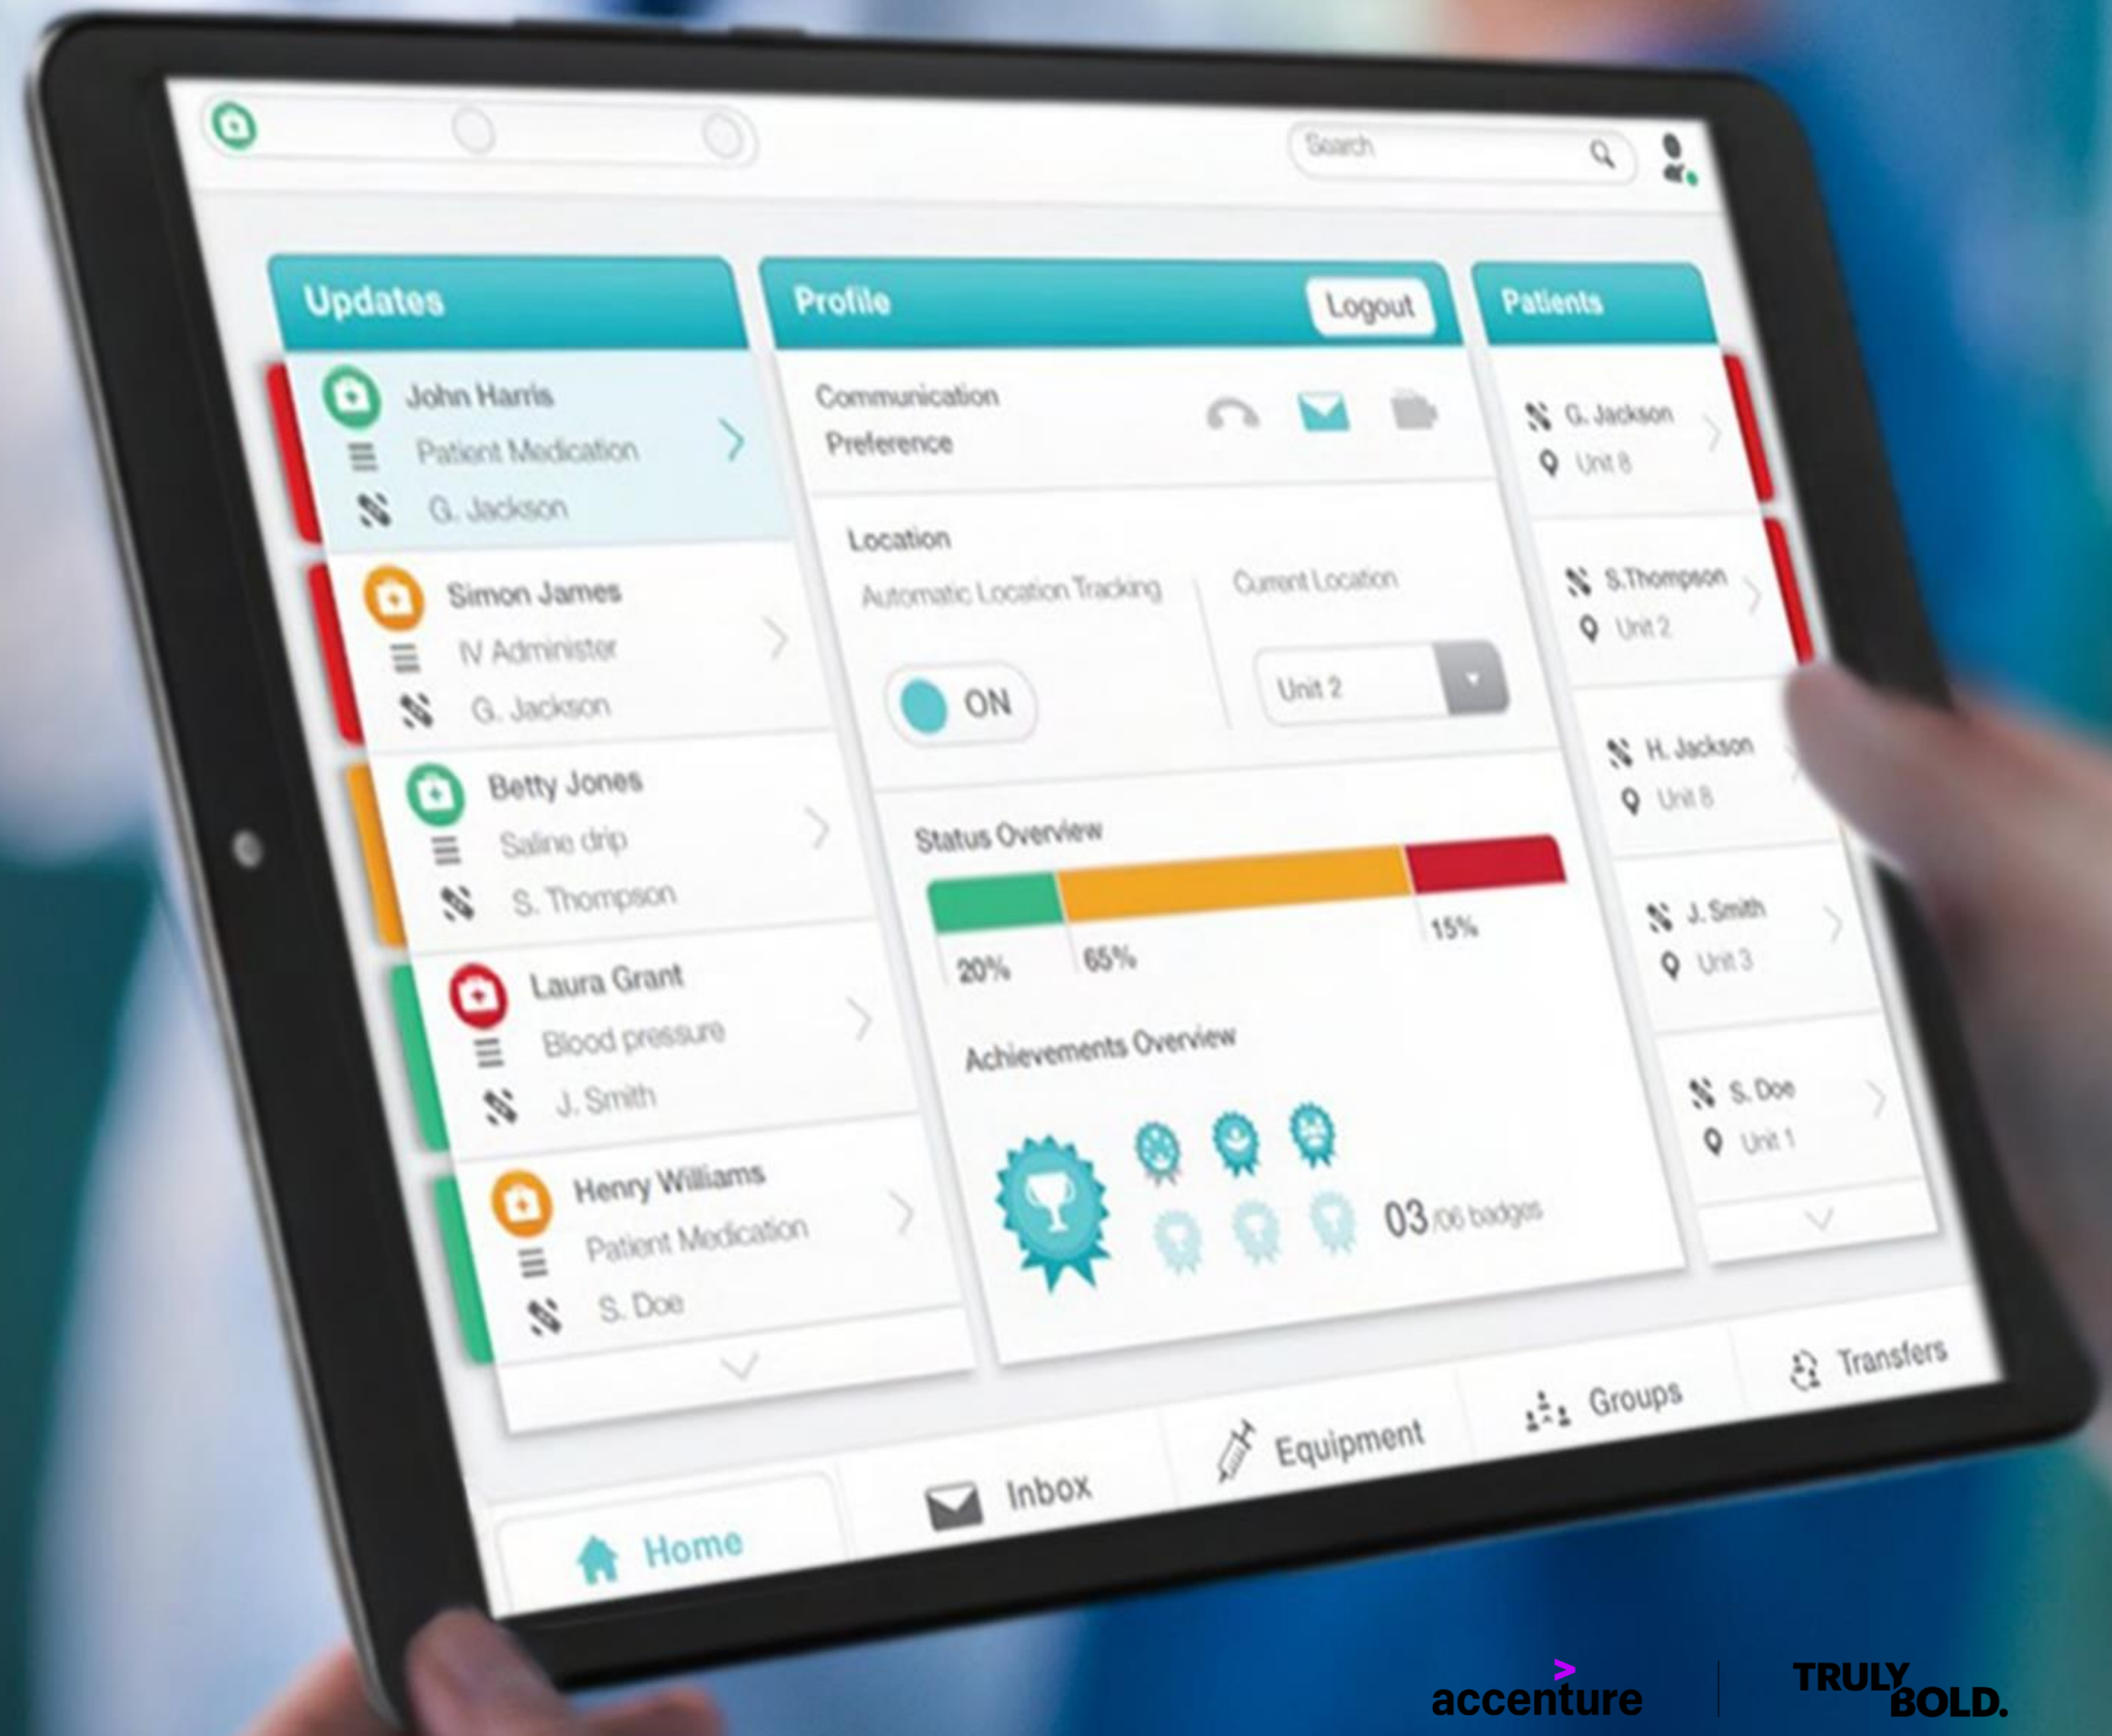 Search
Updates
John Harris
Patient Medication
G. Jackson
Simon James
IV Administer
G. Jackson
Betty Jones
Saline drip
S. Thompson
Laura Grant
Blood pressure
J. Smith
Henry Williams
Patient Medication
S. Doe
Profile
Logout
Communication
Preference
Location
Automatic Location Tracking
ON
Current Location
Unit 2
Status Overview
20%
65%
15%
Achievements Overview
03/06 badges
Patients
G. Jackson
Unit 8
S.Thompson
Unit 2
H. Jackson
Unit 8
J. Smith
Unit 3
S. Doe
Unit 1
Home
Inbox
Equipment
Groups
Transfers
accenture
TRULY
BOLD.